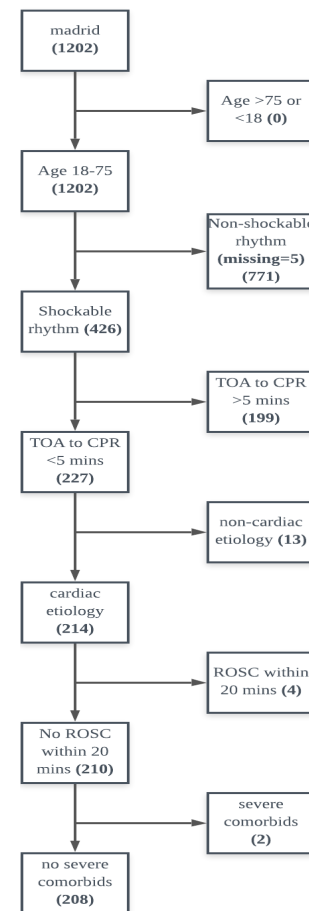 madrid
(1202)
Age >75 or
<18 (0)
Age 18-75
(1202)
Non-shockable
rhythm
(missing=5)
(771)
Shockable
rhythm (426)
TOA to CPR
>5 mins
(199)
TOA to CPR
<5 mins
(227)
non-cardiac
etiology (13)
cardiac
etiology
(214)
ROSC within
20 mins (4)
No ROSC
within 20
mins (210)
severe
comorbids
(2)
no severe
comorbids
(208)